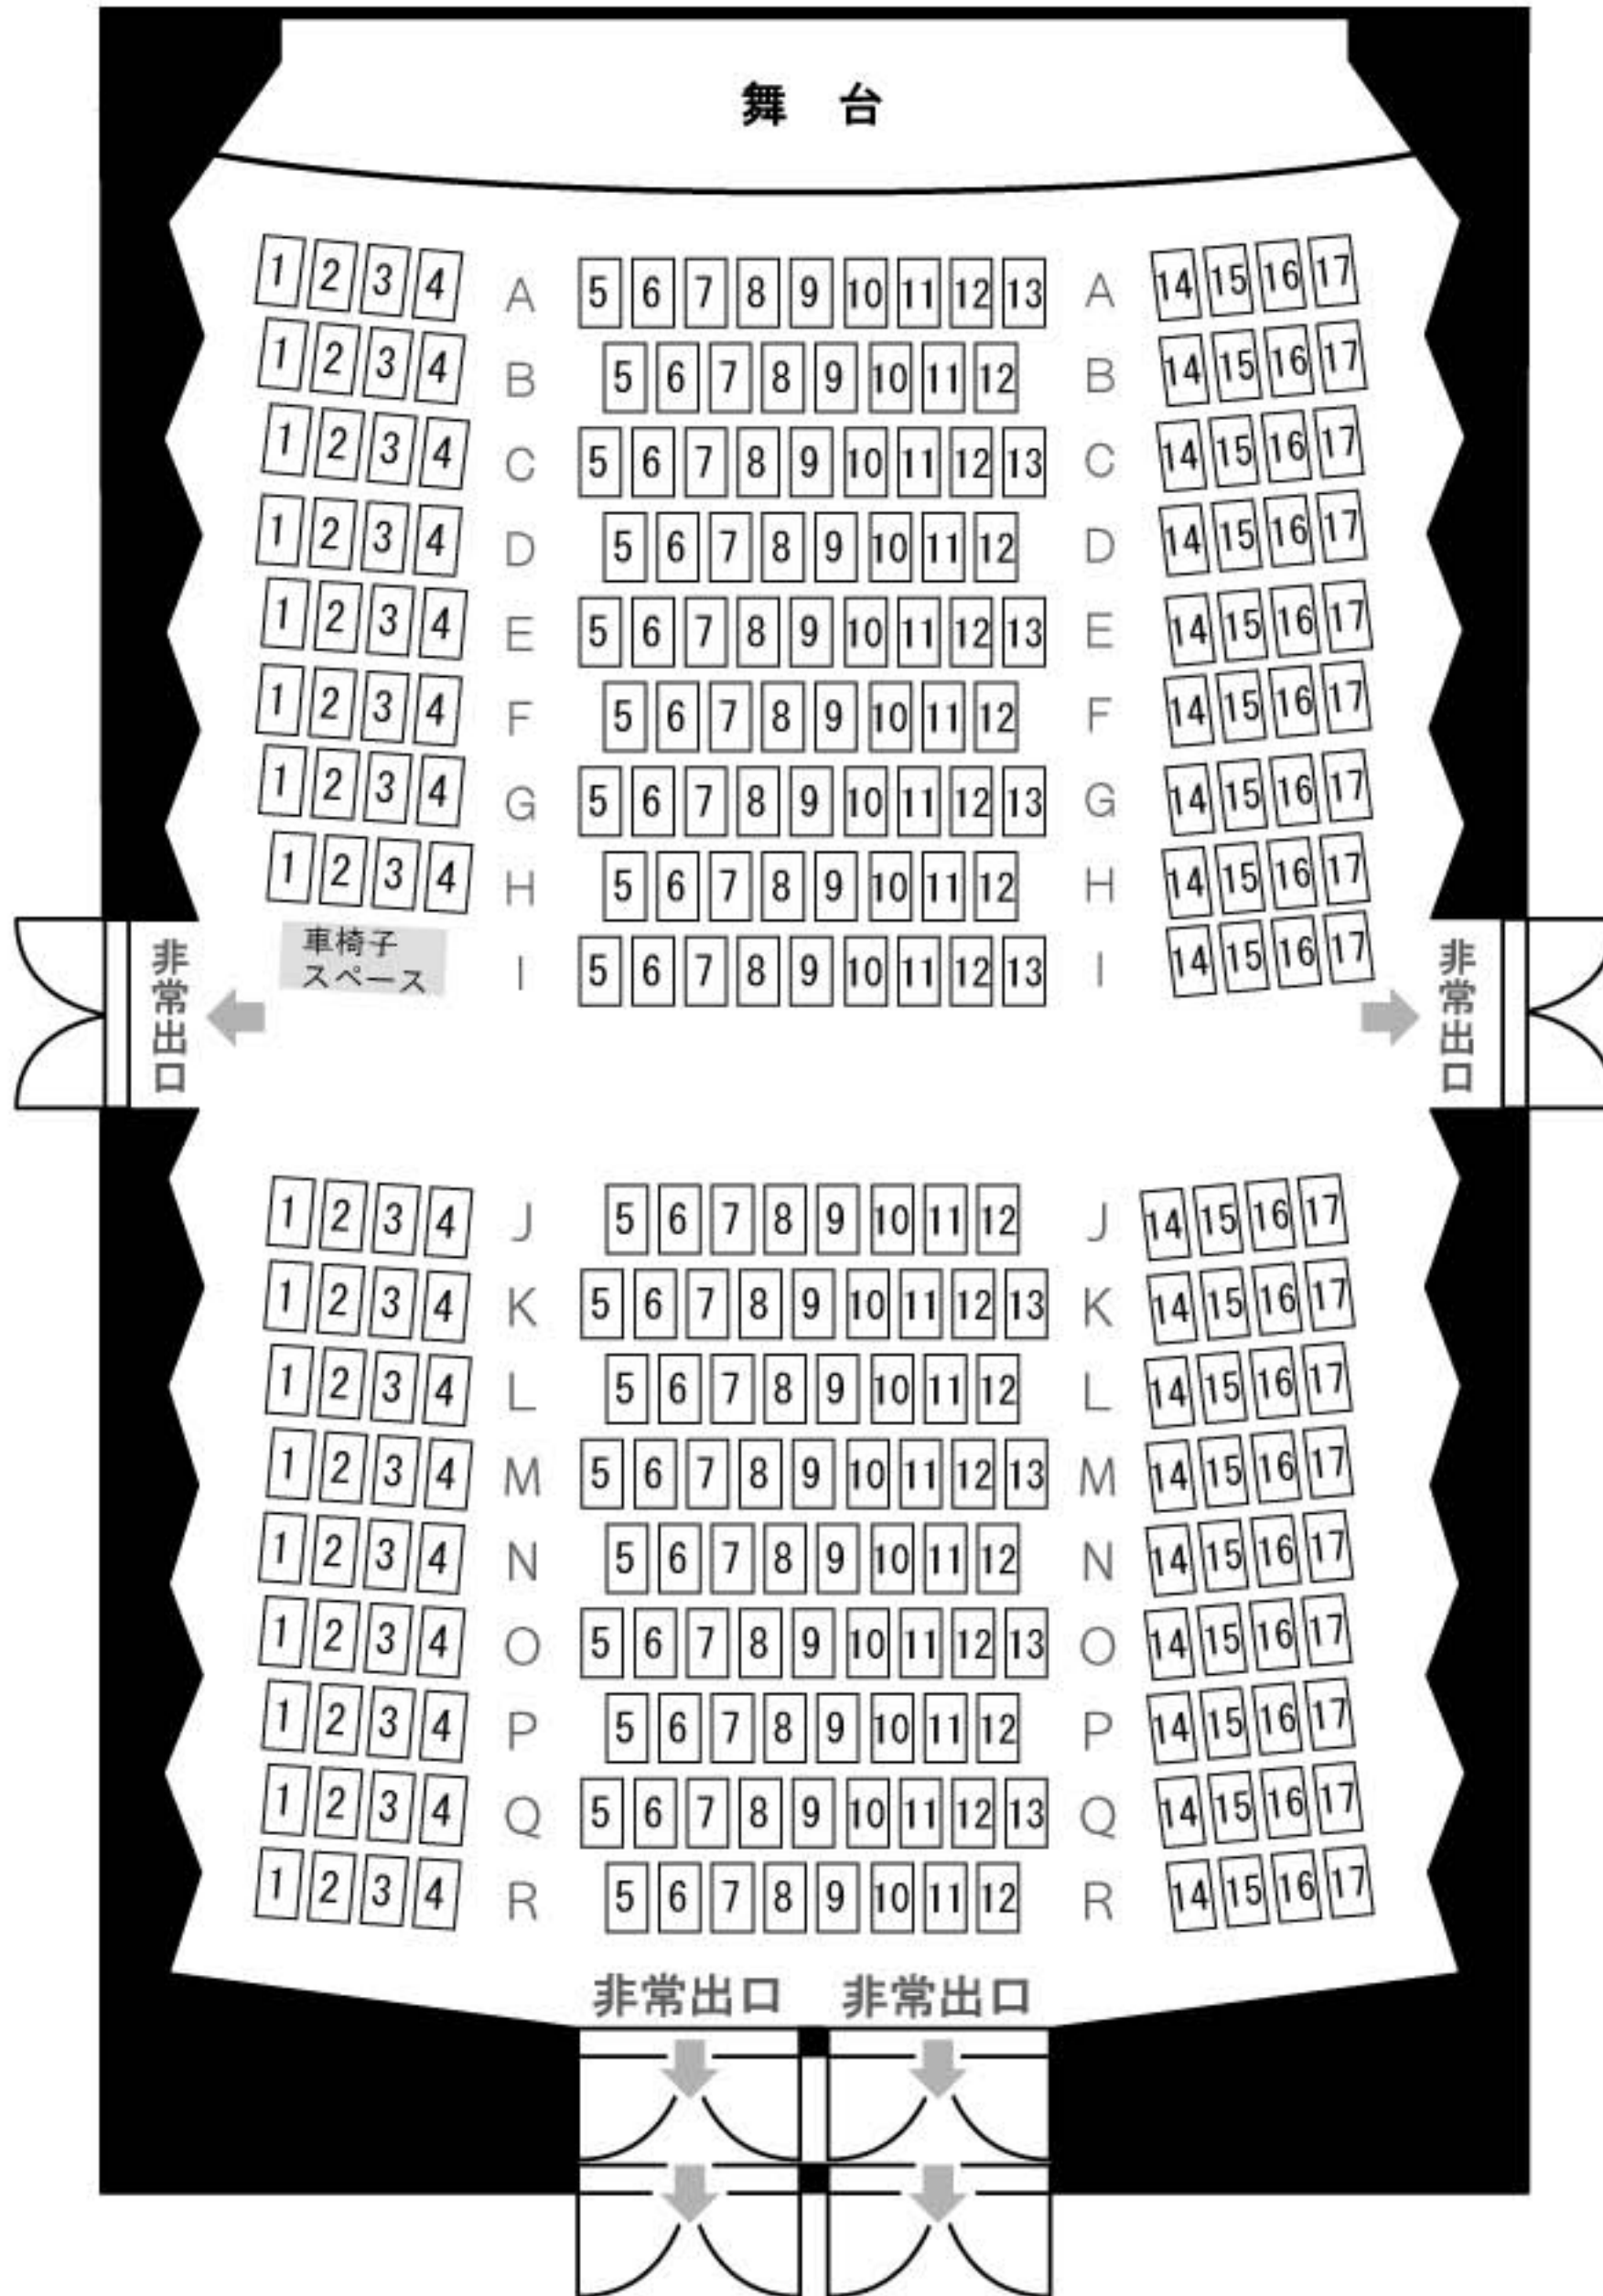 舞 台
1 2 3 4 A 5 6 7 8 9 10 11 12 13 A 14 15 16 17
1 2 3 4 B 5 6 7 8 9 10 11 12 B 14 15 16 17
1 2 3 4 C 5 6 7 8 9 10 11 12 13 C 14 15 16 17
1 2 3 4 D 5 6 7 8 9 10 11 12 D 14 15 16 17
1 2 3 4 E 5 6 7 8 9 10 11 12 13 E 14 15 16 17
1 2 3 4 F 5 6 7 8 9 10 11 12 F 14 15 16 17
1 2 3 4 G 5 6 7 8 9 10 11 12 13 G 14 15 16 17
1 2 3 4 H 5 6 7 8 9 10 11 12 H 14 15 16 17
非常出口
車椅子
スペース
I 5 6 7 8 9 10 11 12 13 I 14 15 16 17
非常出口
1 2 3 4 J 5 6 7 8 9 10 11 12 J 14 15 16 17
1 2 3 4 K 5 6 7 8 9 10 11 12 13 K 14 15 16 17
1 2 3 4 L 5 6 7 8 9 10 11 12 L 14 15 16 17
1 2 3 4 M 5 6 7 8 9 10 11 12 13 M 14 15 16 17
1 2 3 4 N 5 6 7 8 9 10 11 12 N 14 15 16 17
1 2 3 4 O 5 6 7 8 9 10 11 12 13 O 14 15 16 17
1 2 3 4 P 5 6 7 8 9 10 11 12 P 14 15 16 17
1 2 3 4 Q 5 6 7 8 9 10 11 12 13 Q 14 15 16 17
1 2 3 4 R 5 6 7 8 9 10 11 12 R 14 15 16 17
非常出口 非常出口